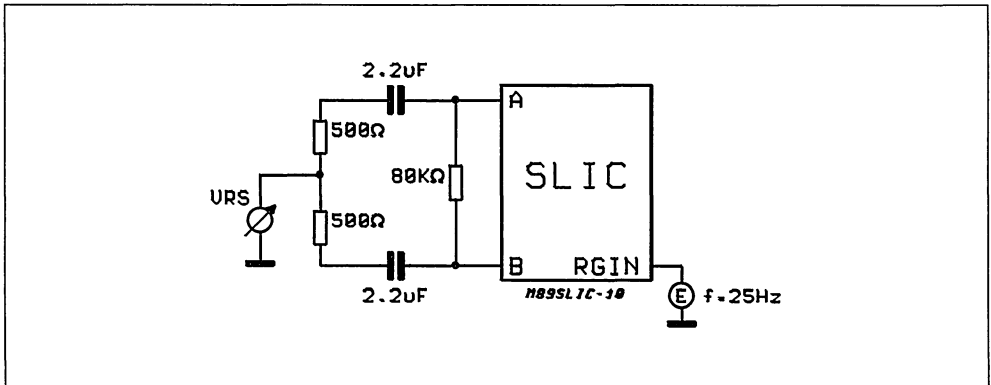 2.2uF
A
500Ω
80KΩ
SLIC
VRS
500Ω
B RGIN
2.2uF
M89SLIC-10
E f=25Hz